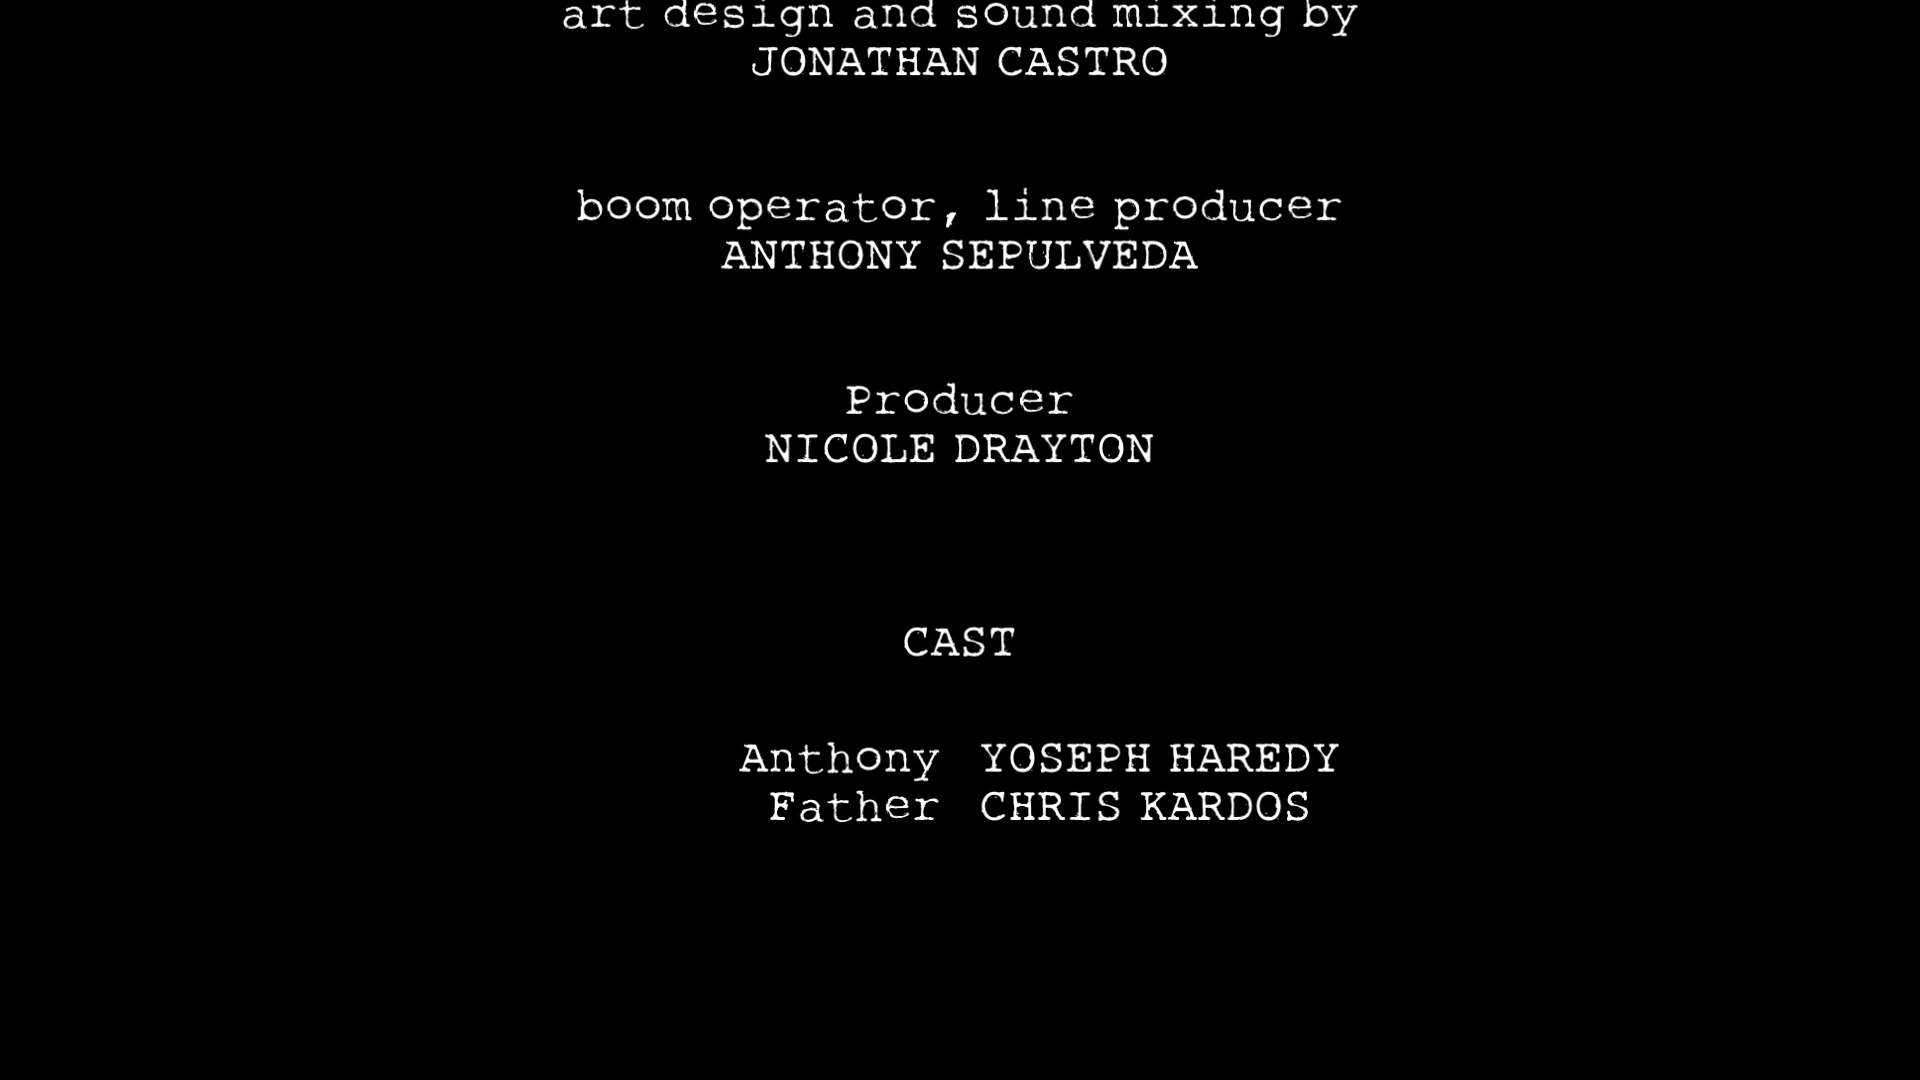 art design and sound mixing by
JONATHAN CASTRO
boom operator, line producer
ANTHONY SEPULVEDA
Producer
NICOLE DRAYTON
CAST
Anthony YOSEPH HAREDY
Father CHRIS KARDOS